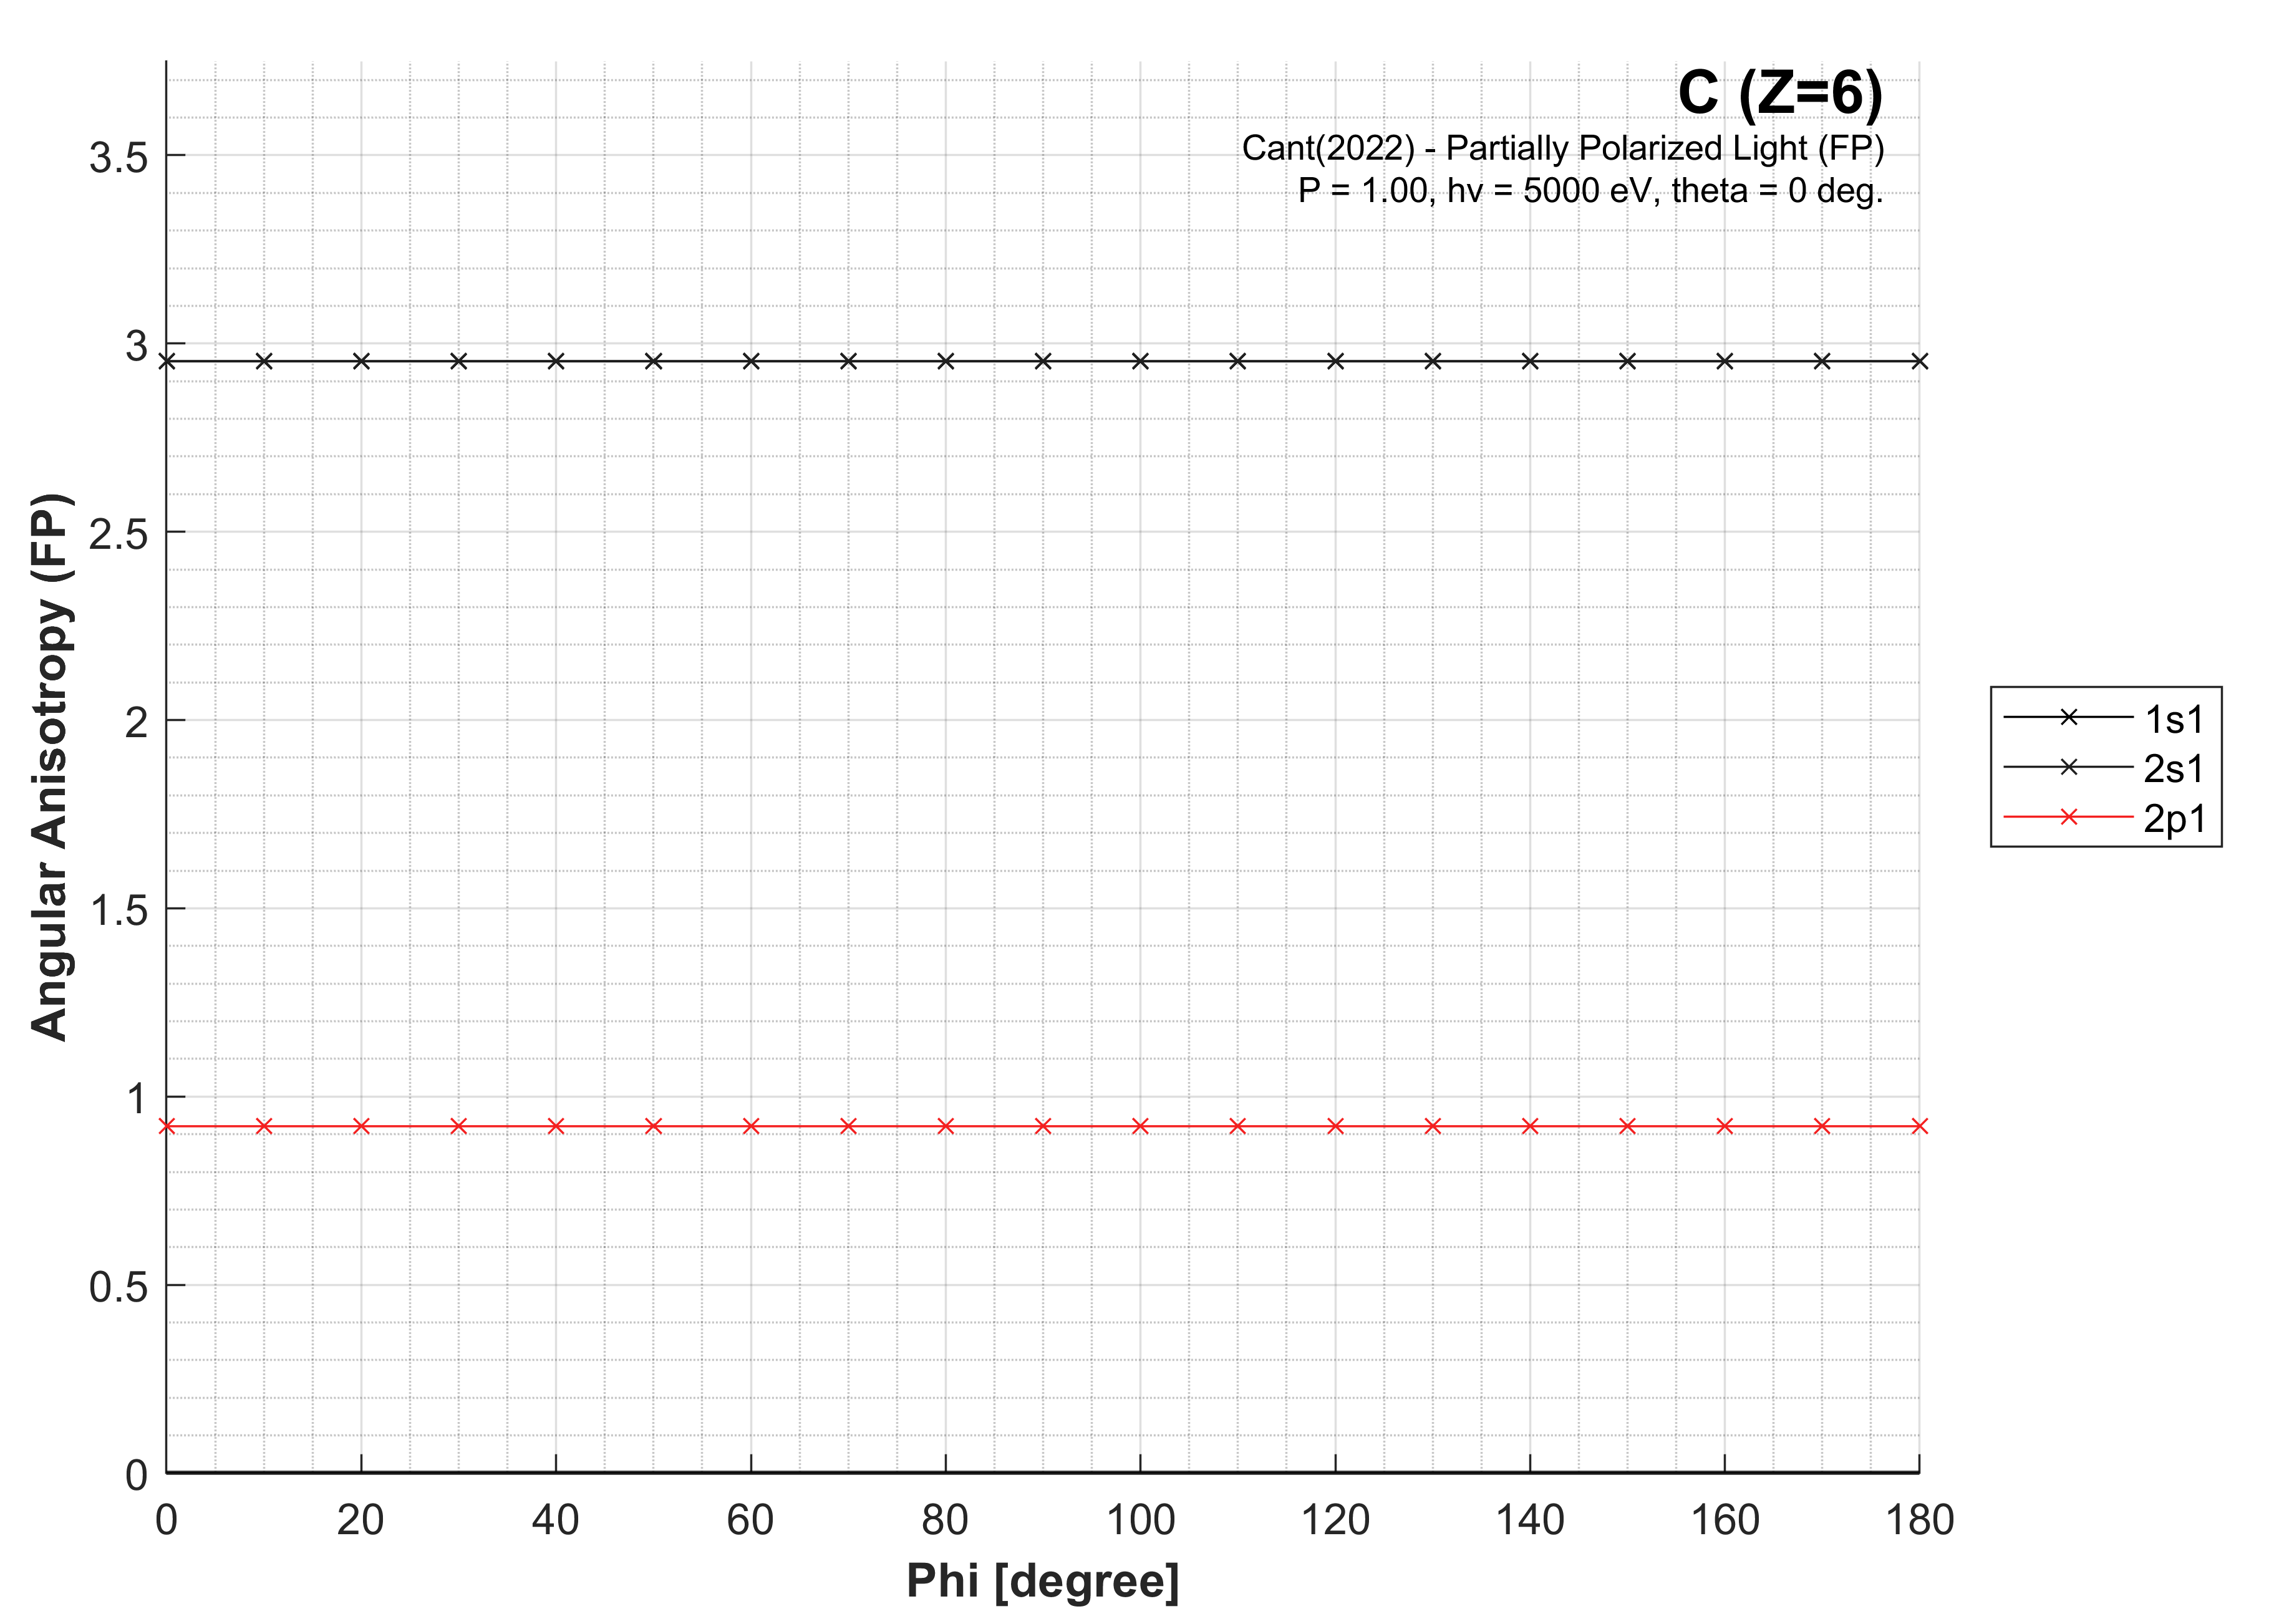 C (Z=6)
Cant(2022) - Partially Polarized Light (FP)
P = 1.00, hv = 5000 eV, theta = 0 deg.
3.5
3
2.5
2
1.5
1
0.5
0
Angular Anisotropy (FP)
0 20 40 60 80 100 120 140 160 180
Phi [degree]
1s1
2s1
2p1